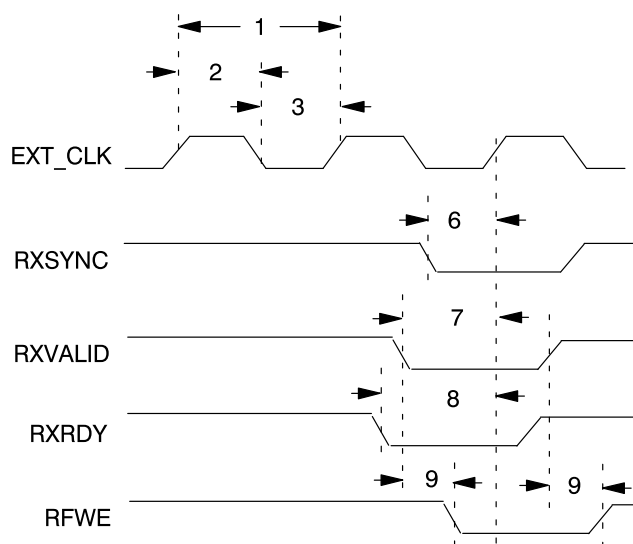 1
2
3
EXT_CLK
6
RXSYNC
7
RXVALID
8
RXRDY
9 9
RFWE